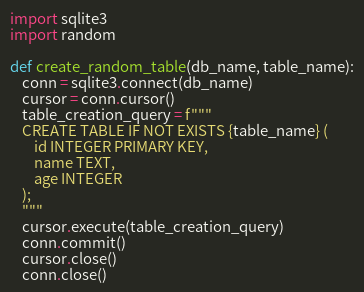 import sqlite3
import random

def create_random_table(db_name, table_name):
    conn = sqlite3.connect(db_name)
    cursor = conn.cursor()
    table_creation_query = f"""
    CREATE TABLE IF NOT EXISTS {table_name} (
        id INTEGER PRIMARY KEY,
        name TEXT,
        age INTEGER
    );
    """
    cursor.execute(table_creation_query)
    conn.commit()
    cursor.close()
    conn.close()